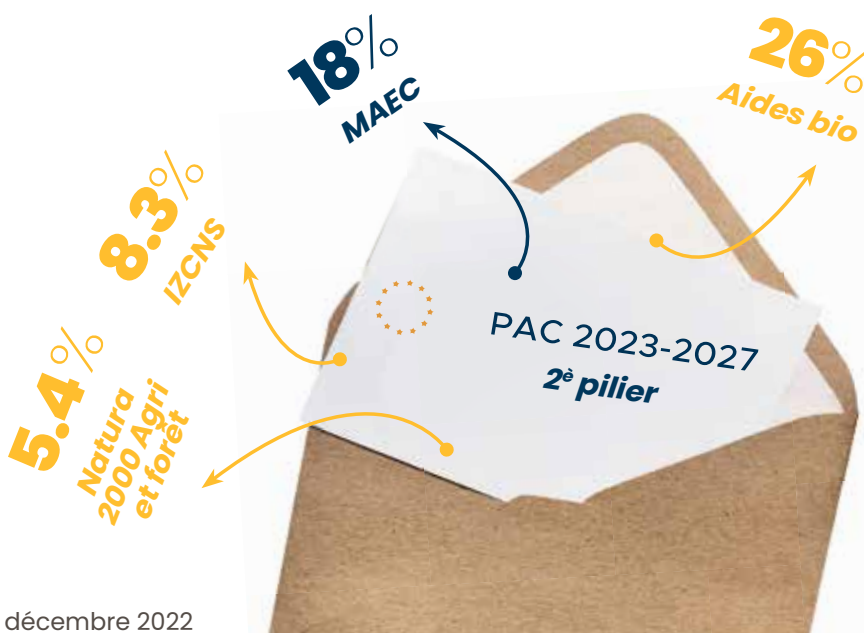 18%
MAEC
26%
Aides bio
8.3%
IZCNS
5.4%
Natura
2000 Agri
et forêt
PAC 2023-2027
2è pilier
décembre 2022